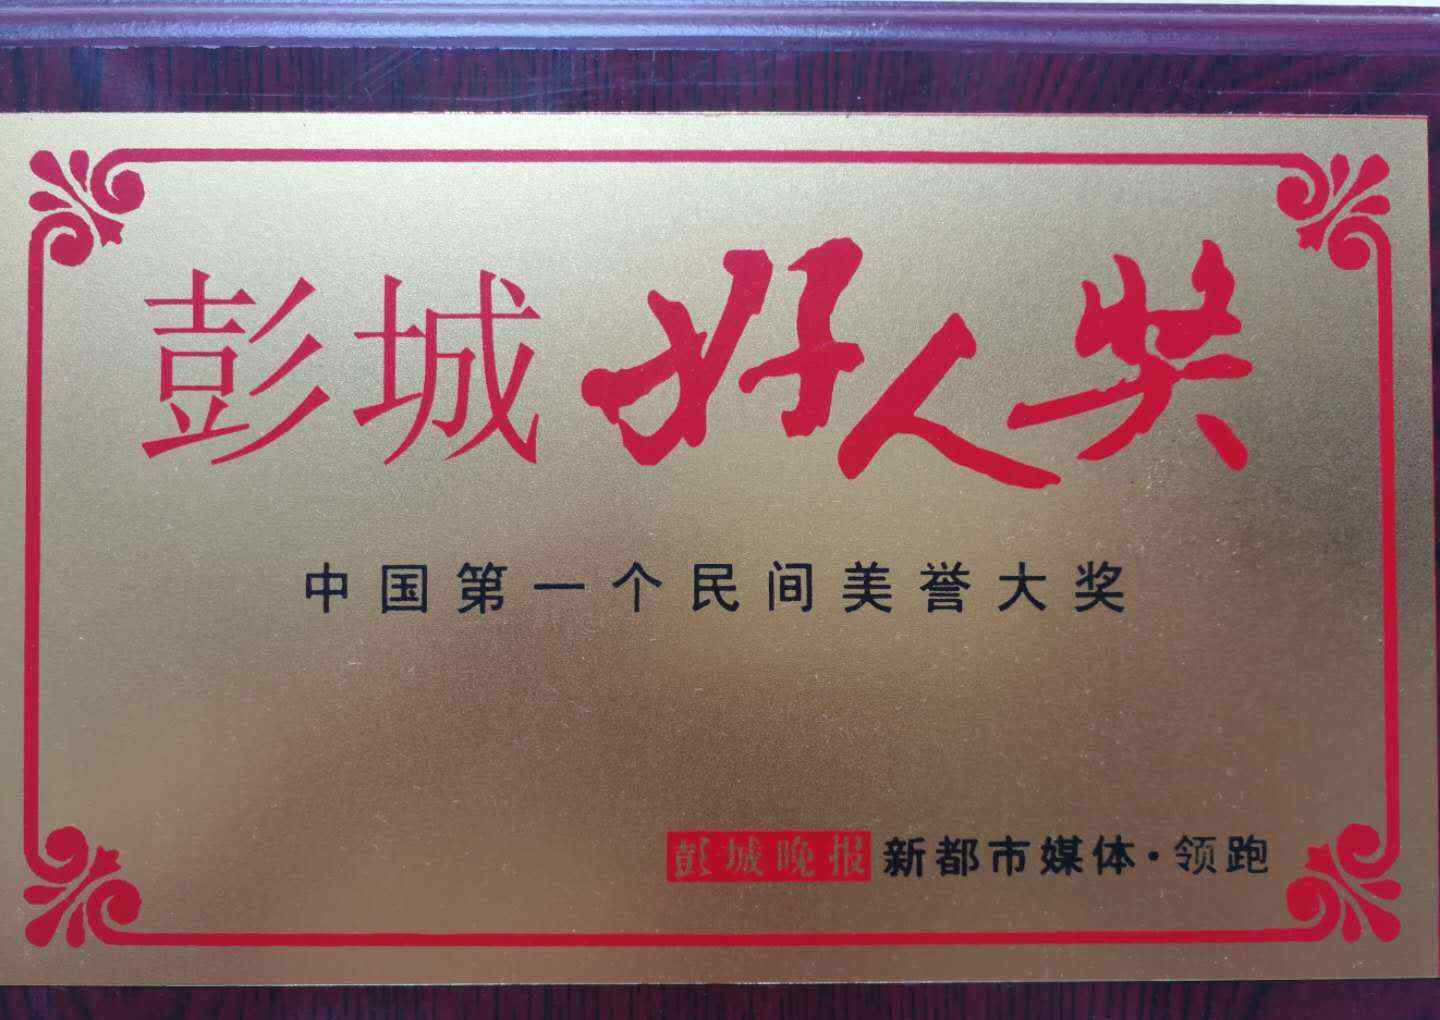 彭城好人奖
中国第一个民间美誉大奖
彭城晚报 新都市媒体·领跑